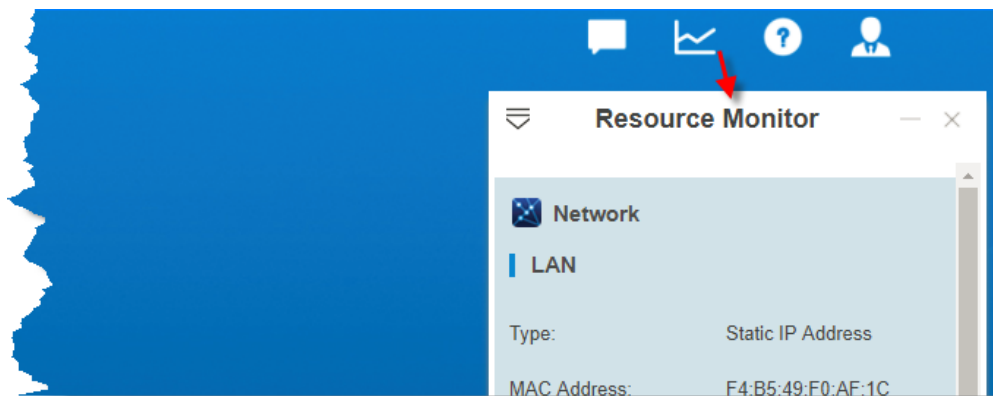 Resource Monitor
Network
LAN
Type: Static IP Address
MAC Address: F4:B5:49:F0:AF:1C